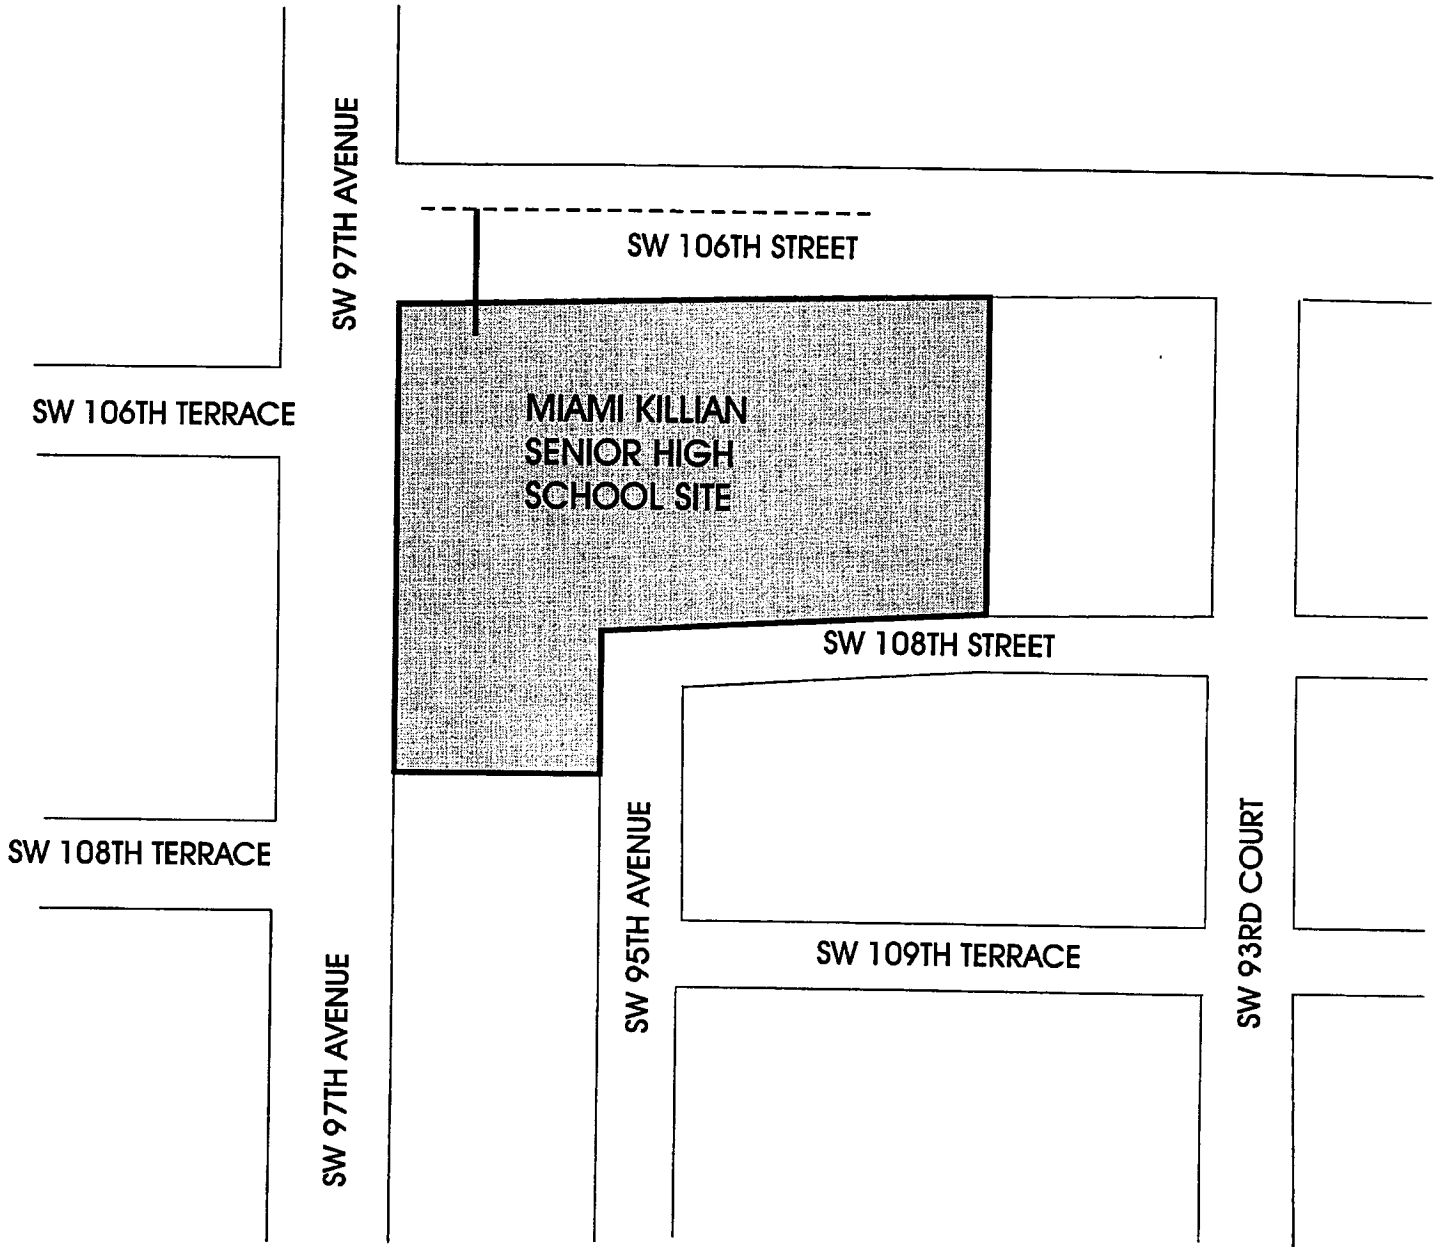 SW 97TH AVENUE
SW 106TH STREET
SW 106TH TERRACE
MIAMI KILLIAN
SENIOR HIGH
SCHOOL SITE
SW 108TH STREET
SW 108TH TERRACE
SW 95TH AVENUE
SW 93RD COURT
SW 109TH TERRACE
SW 97TH AVENUE